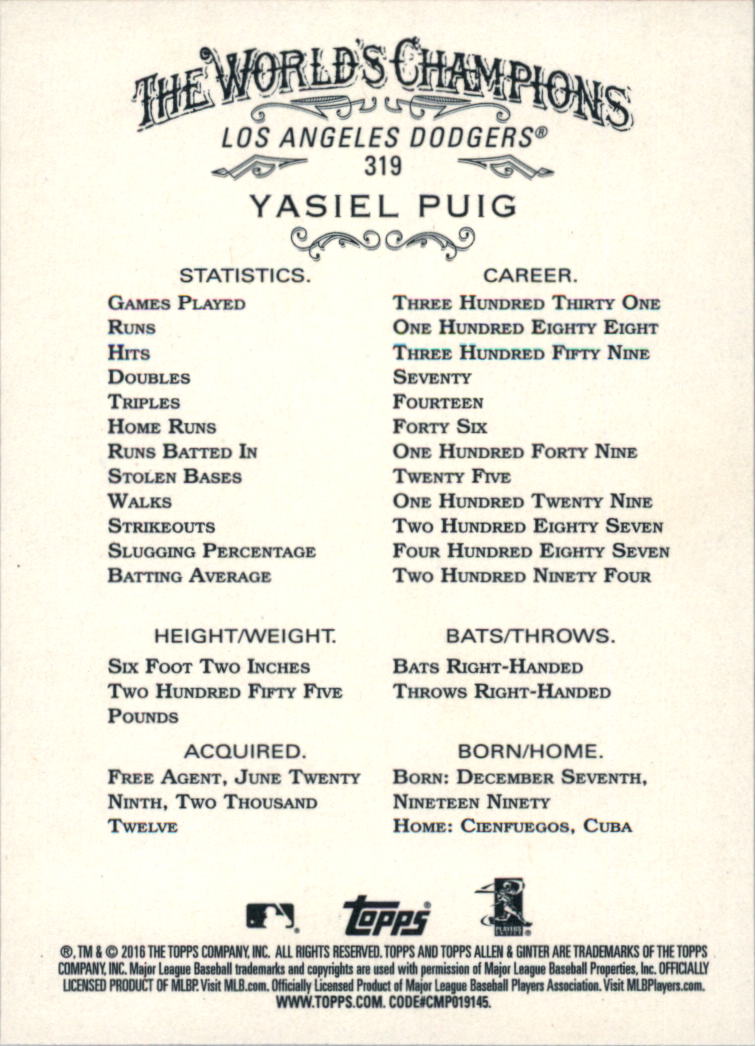 THE WORLD'S CHAMPIONS
LOS ANGELES DODGERS®
319
YASIEL PUIG
STATISTICS. CAREER.
GAMES PLAYED THREE HUNDRED THIRTY ONE
RUNS ONE HUNDRED EIGHTY EIGHT
HITS THREE HUNDRED FIFTY NINE
DOUBLES SEVENTY
TRIPLES FOURTEEN
HOME RUNS FORTY SIX
RUNS BATTED IN ONE HUNDRED FORTY NINE
STOLEN BASES TWENTY FIVE
WALKS ONE HUNDRED TWENTY NINE
STRIKEOUTS TWO HUNDRED EIGHTY SEVEN
SLUGGING PERCENTAGE FOUR HUNDRED EIGHTY SEVEN
BATTING AVERAGE TWO HUNDRED NINETY FOUR
HEIGHT/WEIGHT.
SIX FOOT TWO INCHES
TWO HUNDRED FIFTY FIVE
POUNDS
BATS/THROWS.
BATS RIGHT-HANDED
THROWS RIGHT-HANDED
ACQUIRED.
FREE AGENT, JUNE TWENTY
NINTH, TWO THOUSAND
TWELVE
BORN/HOME.
BORN: DECEMBER SEVENTH,
NINETEEN NINETY
HOME: CIENFUEGOS, CUBA
Topps®
PLAYERS
®, TM & © 2016 THE TOPPS COMPANY, INC. ALL RIGHTS RESERVED. TOPPS AND TOPPS ALLEN & GINTER ARE TRADEMARKS OF THE TOPPS
COMPANY, INC. Major League Baseball trademarks and copyrights are used with permission of Major League Baseball Properties, Inc. OFFICIALLY
LICENSED PRODUCT OF MLBP. Visit MLB.com. Officially Licensed Product of Major League Baseball Players Association. Visit MLBPlayers.com.
WWW.TOPPS.COM. CODE#CMP019145.